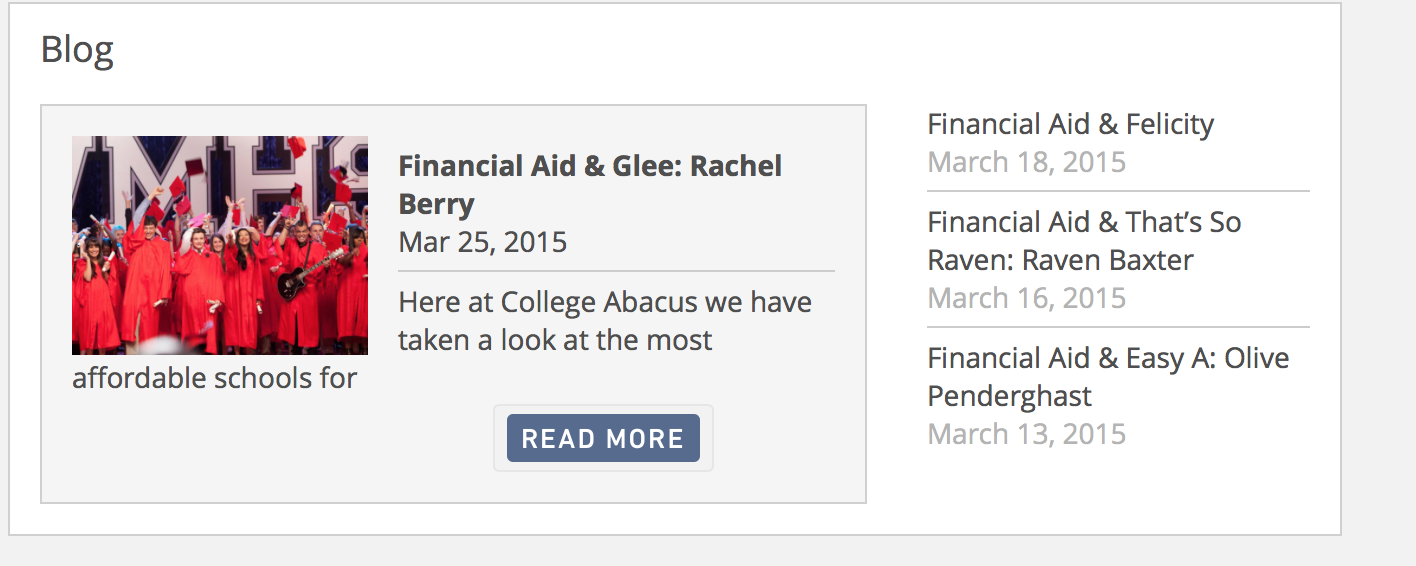 Blog
Financial Aid & Glee: Rachel
Berry
Mar 25, 2015
Here at College Abacus we have
taken a look at the most
affordable schools for
READ MORE
Financial Aid & Felicity
March 18, 2015
Financial Aid & That’s So
Raven: Raven Baxter
March 16, 2015
Financial Aid & Easy A: Olive
Penderghast
March 13, 2015